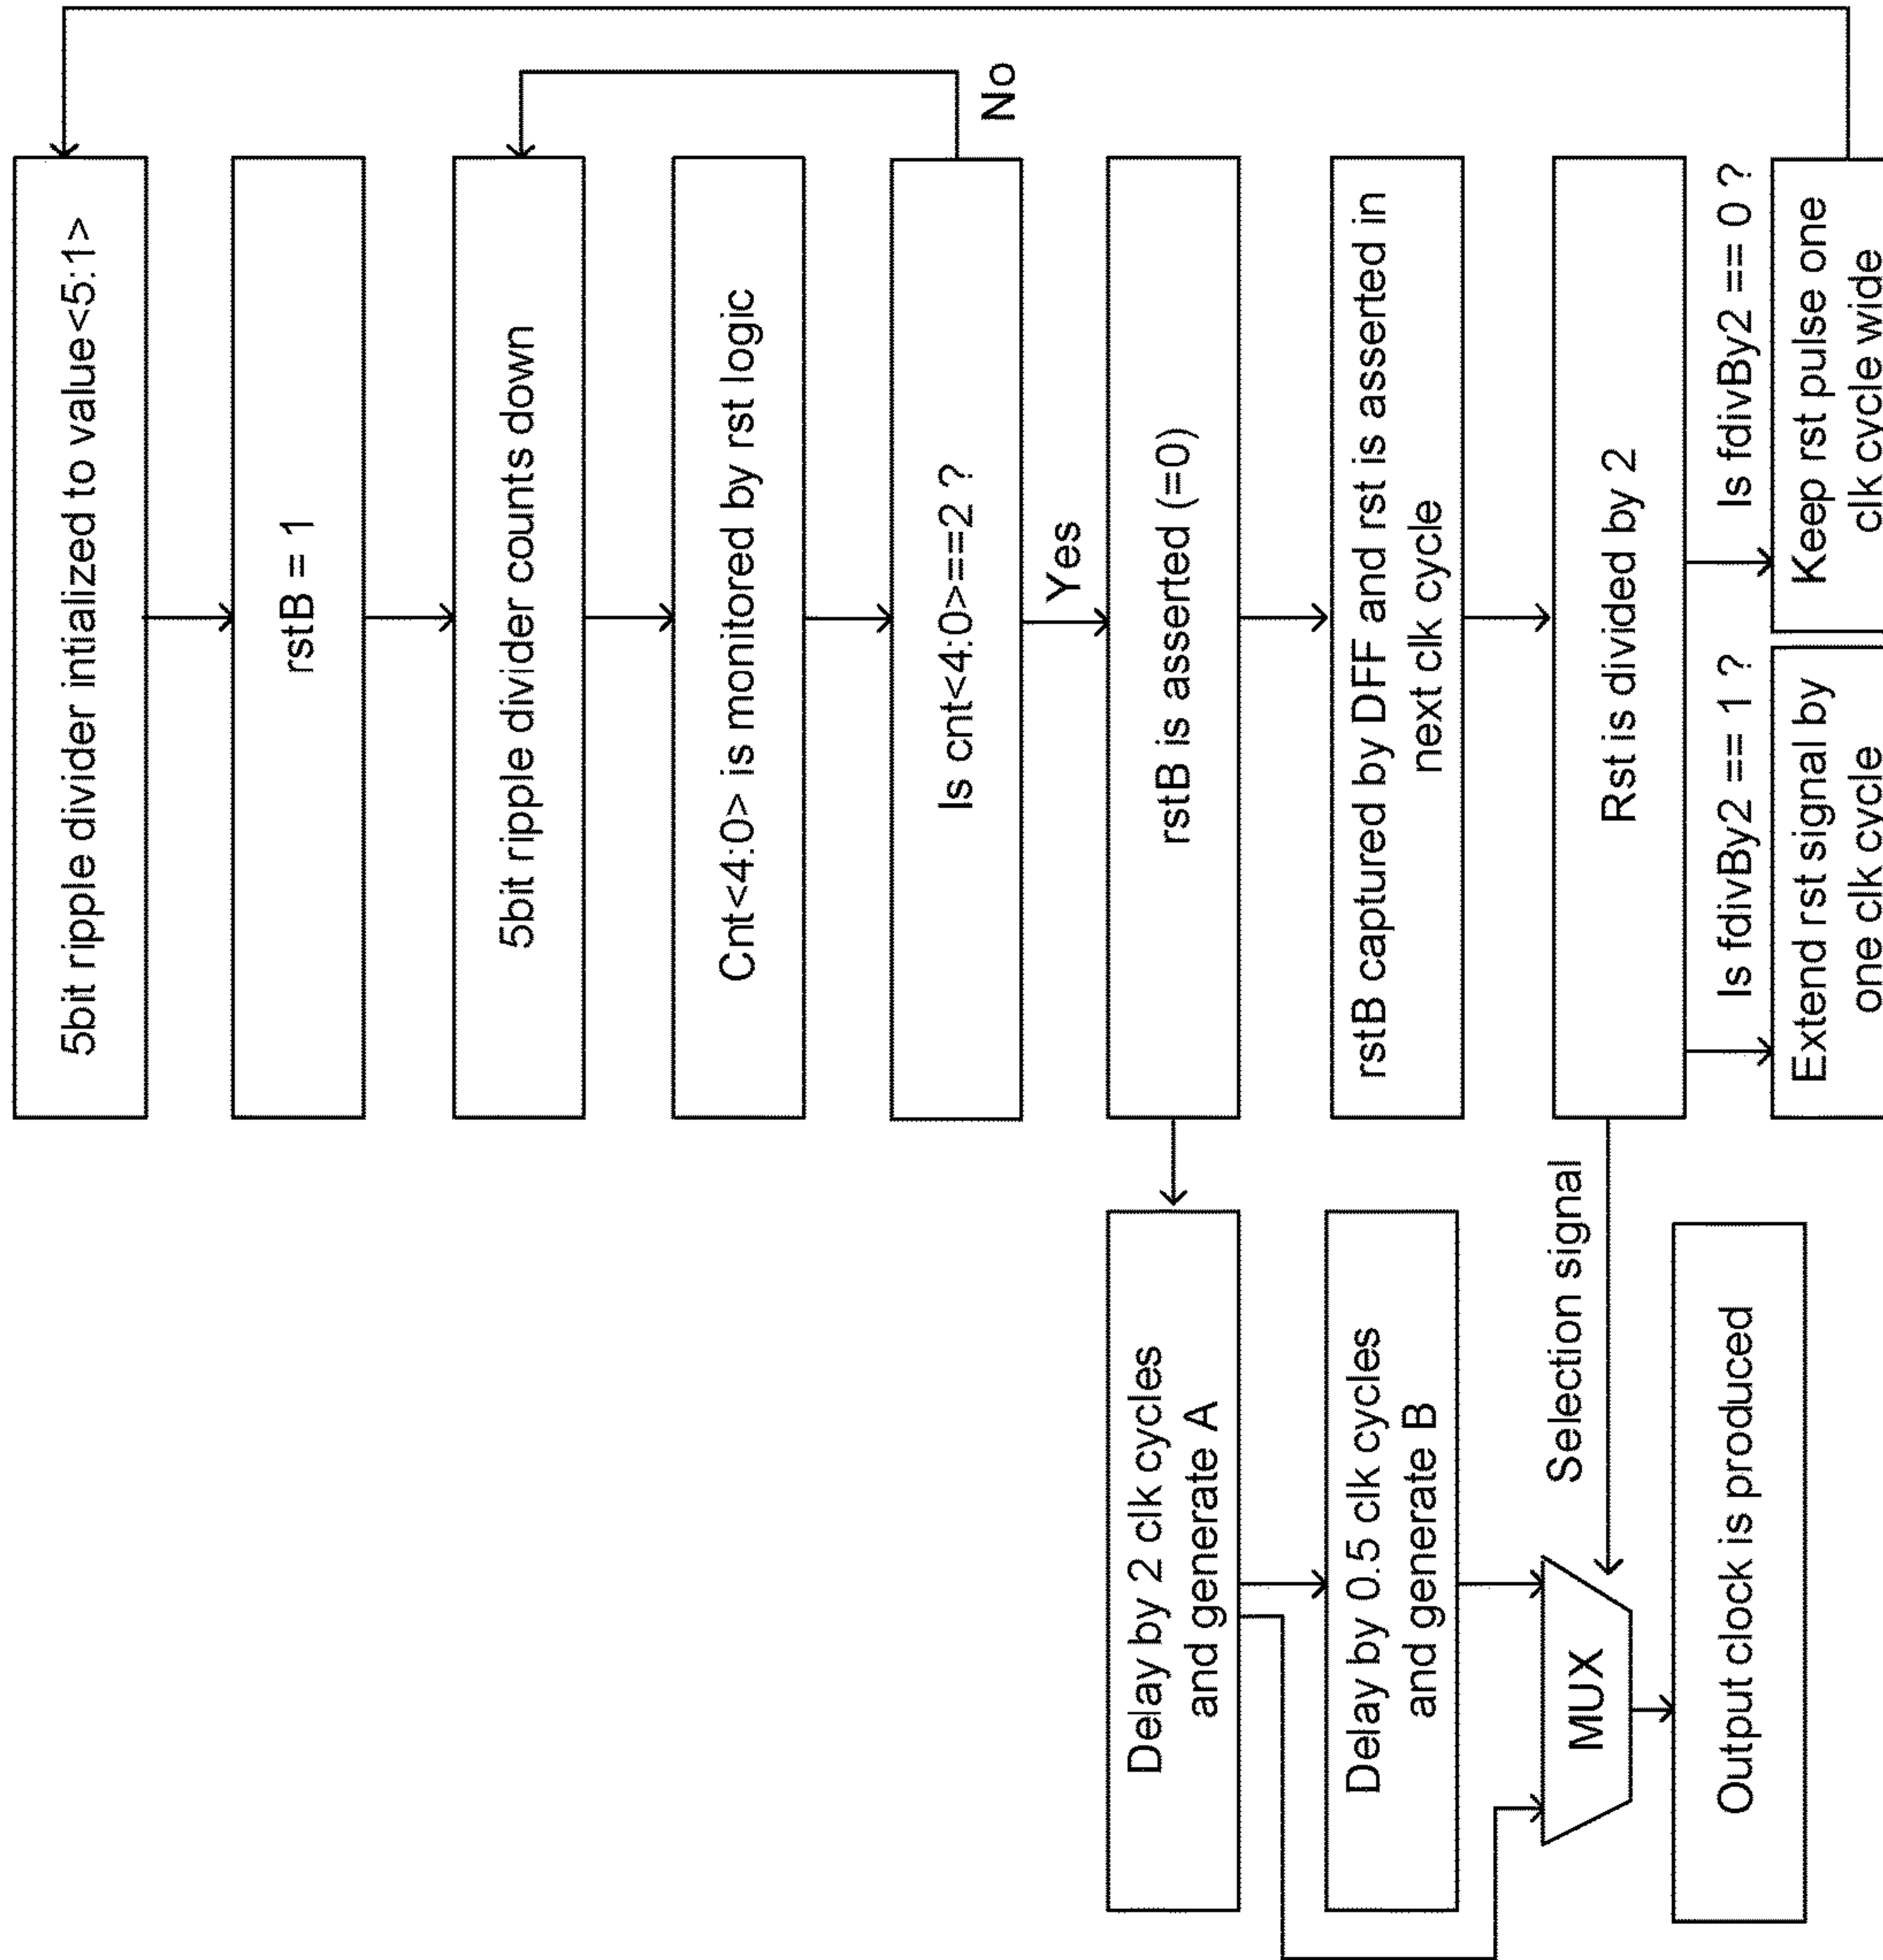 5bit ripple divider intialized to value<5:1>
rstB = 1
5bit ripple divider counts down
Cnt<4:0> is monitored by rst logic
Is cnt<4:0>==2 ?
No
Yes
rstB is asserted (=0)
rstB captured by DFF and rst is asserted in
next clk cycle
Rst is divided by 2
Is fdivBy2 == 1 ?
Is fdivBy2 == 0 ?
Extend rst signal by
one clk cycle
Keep rst pulse one
clk cycle wide
Delay by 2 clk cycles
and generate A
Delay by 0.5 clk cycles
and generate B
Selection signal
MUX
Output clock is produced